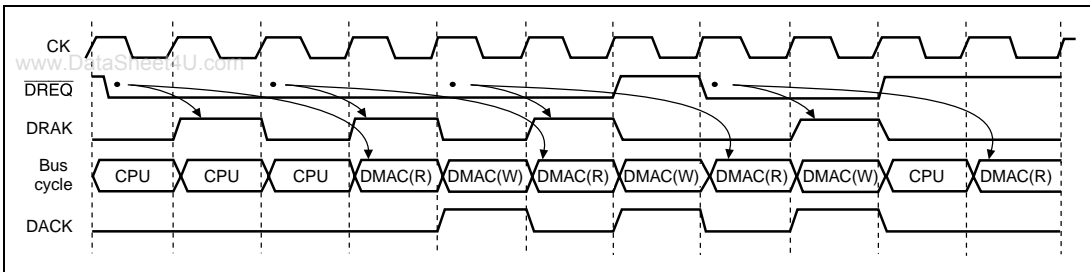 CK
www.DataSheet4U.com
DREQ
DRAK
Bus
cycle
CPU CPU CPU DMAC(R) DMAC(W) DMAC(R) DMAC(W) DMAC(R) DMAC(W) CPU DMAC(R)
DACK